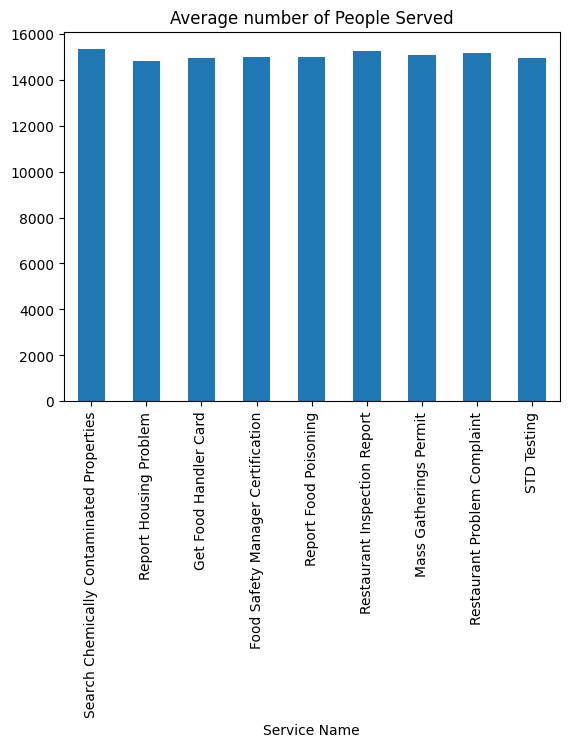 Average number of People Served
16000
14000
12000
10000
8000
6000
4000
2000
0
Search Chemically Contaminated Properties
Report Housing Problem
Get Food Handler Card
Food Safety Manager Certification
Report Food Poisoning
Restaurant Inspection Report
Mass Gatherings Permit
Restaurant Problem Complaint
STD Testing
Service Name